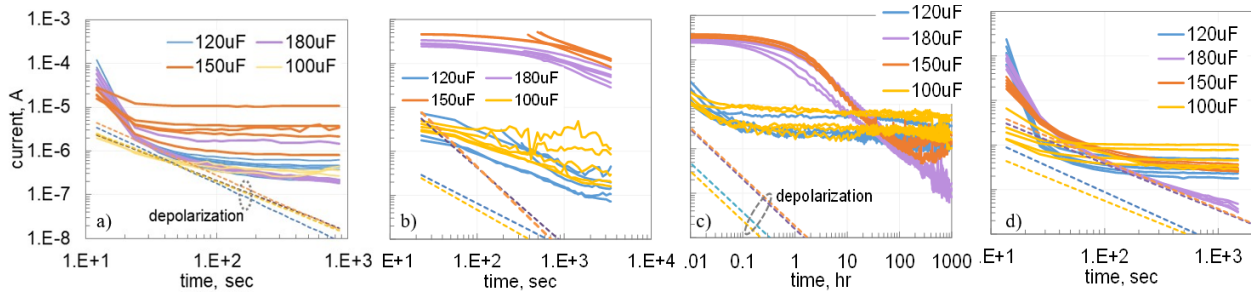 1.E-3
1.E-4
1.E-5
1.E-6
1.E-7
1.E-8
current, A
120uF 180uF
150uF 100uF
depolarization
a)
1.E+1 1.E+2 1.E+3
time, sec
120uF 180uF
150uF 100uF
b)
E+1 1.E+2 1.E+3 1.E+4
time, sec
120uF
180uF
150uF
100uF
depolarization
c)
.01 0.1 1 10 100 1000
time, hr
120uF
180uF
150uF
100uF
d)
.E+1 1.E+2 1.E+3
time, sec